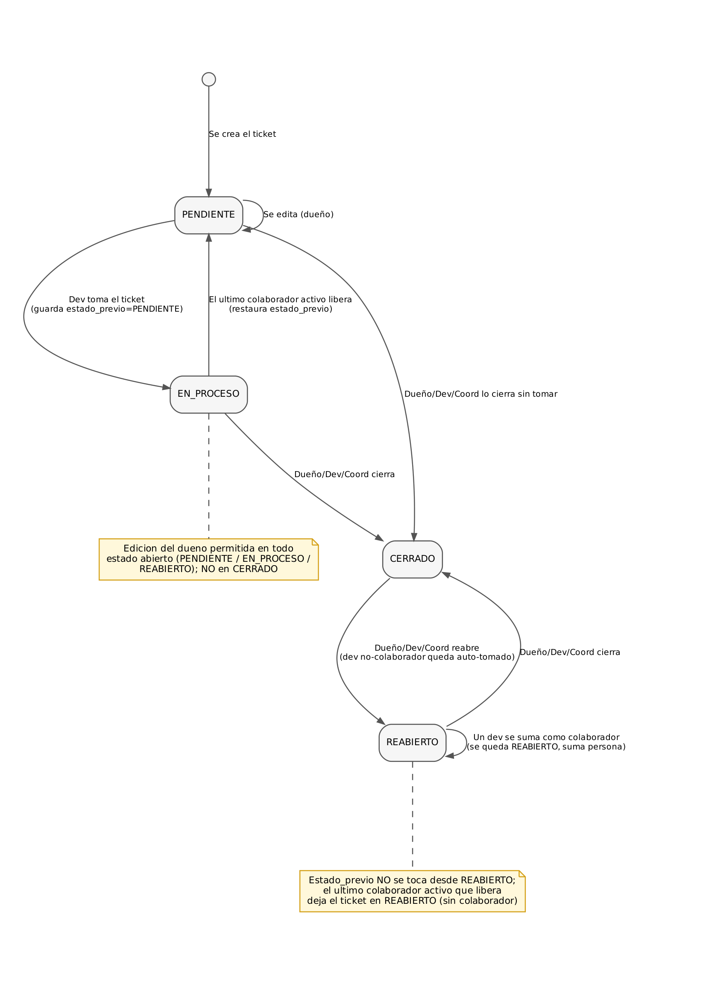 Se crea el ticket
PENDIENTE
Se edita (dueño)
Dev toma el ticket
(guarda estado_previo=PENDIENTE)
El ultimo colaborador activo libera
(restaura estado_previo)
EN_PROCESO
Dueño/Dev/Coord lo cierra sin tomar
Dueño/Dev/Coord cierra
Edicion del dueno permitida en todo
estado abierto (PENDIENTE / EN_PROCESO /
REABIERTO); NO en CERRADO
CERRADO
Dueño/Dev/Coord reabre
(dev no-colaborador queda auto-tomado)
Dueño/Dev/Coord cierra
REABIERTO
Un dev se suma como colaborador
(se queda REABIERTO, suma persona)
Estado_previo NO se toca desde REABIERTO;
el ultimo colaborador activo que libera
deja el ticket en REABIERTO (sin colaborador)